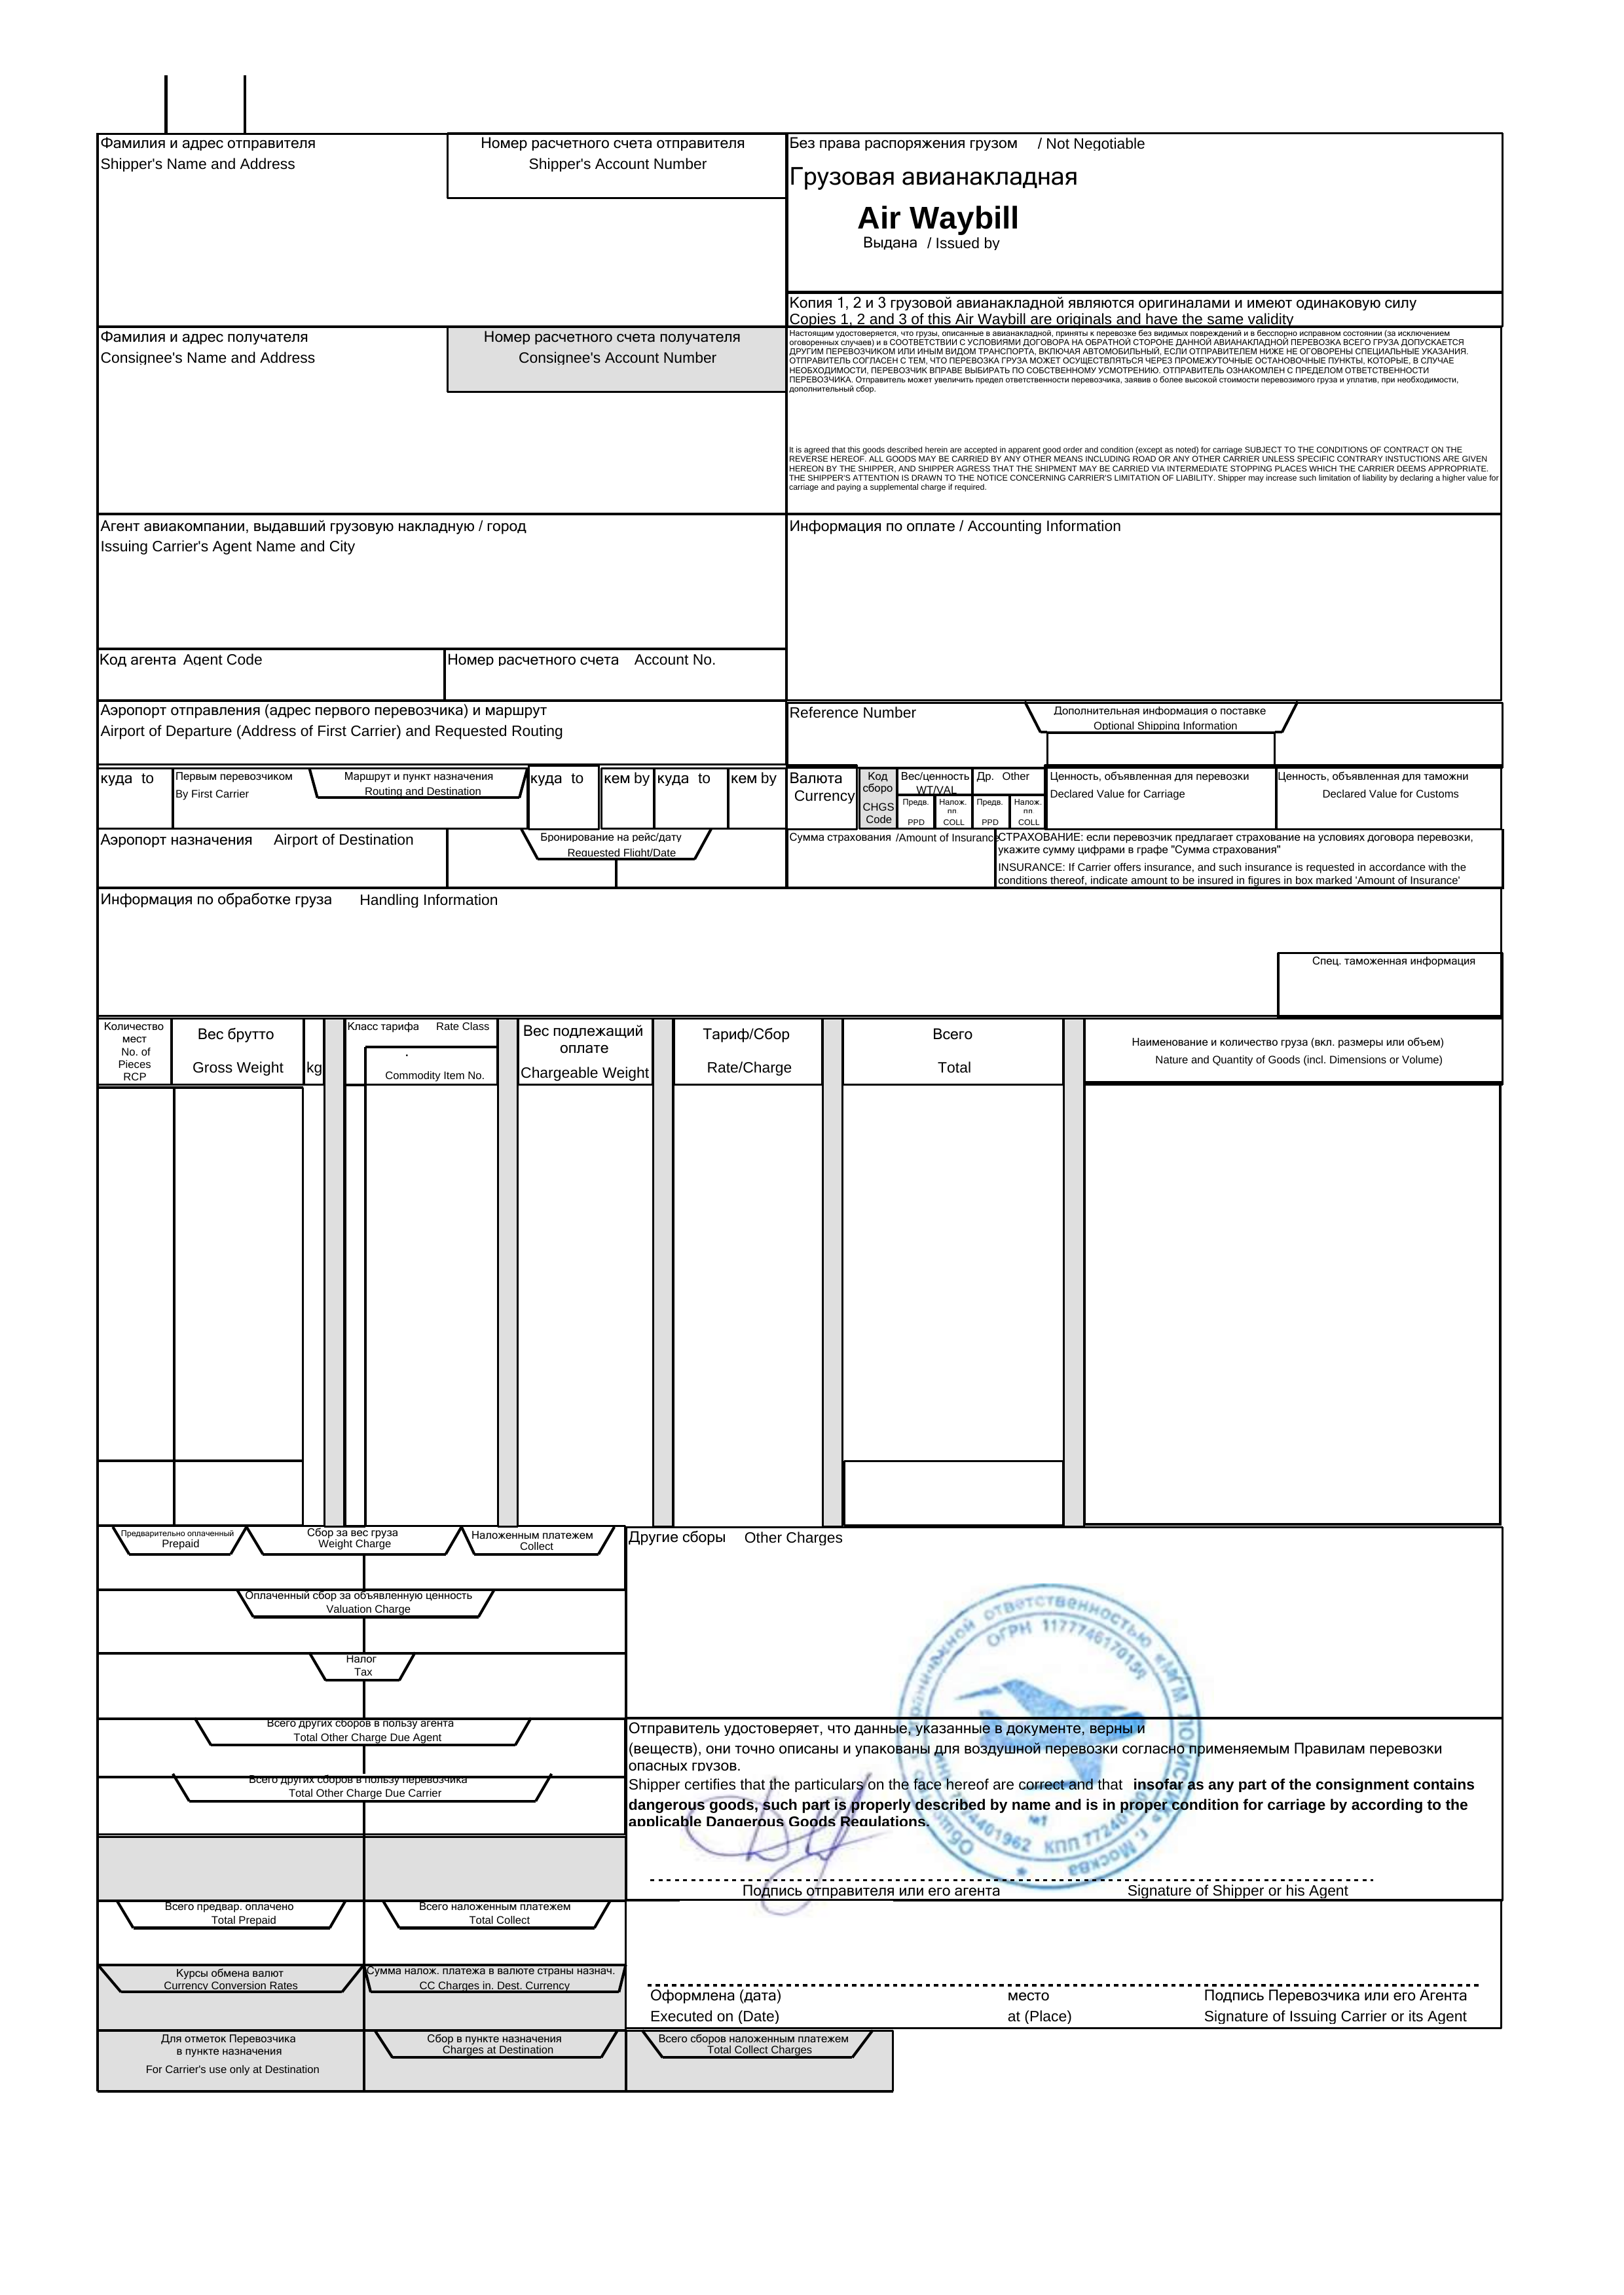 Фамилия и адрес отправителя
Shipper's Name and Address
Номер расчетного счета отправителя
Shipper's Account Number
Без права распоряжения грузом / Not Negotiable
Грузовая авианакладная
Air Waybill
Выдана / Issued by
Копия 1, 2 и 3 грузовой авианакладной являются оригиналами и имеют одинаковую силу
Copies 1, 2 and 3 of this Air Waybill are originals and have the same validity
Фамилия и адрес получателя
Consignee's Name and Address
Номер расчетного счета получателя
Consignee's Account Number
Настоящим удостоверяется, что грузы, описанные в авианакладной, приняты к перевозке без видимых повреждений и в бесспорно исправном состоянии (за исключением
оговоренных случаев) и в СООТВЕТСТВИИ С УСЛОВИЯМИ ДОГОВОРА НА ОБРАТНОЙ СТОРОНЕ ДАННОЙ АВИАНАКЛАДНОЙ ПЕРЕВОЗКА ВСЕГО ГРУЗА ДОПУСКАЕТСЯ
ДРУГИМ ПЕРЕВОЗЧИКОМ ИЛИ ИНЫМ ВИДОМ ТРАНСПОРТА, ВКЛЮЧАЯ АВТОМОБИЛЬНЫЙ, ЕСЛИ ОТПРАВИТЕЛЕМ НИЖЕ НЕ ОГОВОРЕНЫ СПЕЦИАЛЬНЫЕ УКАЗАНИЯ.
ОТПРАВИТЕЛЬ СОГЛАСЕН С ТЕМ, ЧТО ПЕРЕВОЗКА ГРУЗА МОЖЕТ ОСУЩЕСТВЛЯТЬСЯ ЧЕРЕЗ ПРОМЕЖУТОЧНЫЕ ОСТАНОВОЧНЫЕ ПУНКТЫ, КОТОРЫЕ, В СЛУЧАЕ
НЕОБХОДИМОСТИ, ПЕРЕВОЗЧИК ВПРАВЕ ВЫБИРАТЬ ПО СОБСТВЕННОМУ УСМОТРЕНИЮ. ОТПРАВИТЕЛЬ ОЗНАКОМЛЕН С ПРЕДЕЛОМ ОТВЕТСТВЕННОСТИ
ПЕРЕВОЗЧИКА. Отправитель может увеличить предел ответственности перевозчика, заявив о более высокой стоимости перевозимого груза и уплатив, при необходимости,
дополнительный сбор.
It is agreed that this goods described herein are accepted in apparent good order and condition (except as noted) for carriage SUBJECT TO THE CONDITIONS OF CONTRACT ON THE
REVERSE HEREOF. ALL GOODS MAY BE CARRIED BY ANY OTHER MEANS INCLUDING ROAD OR ANY OTHER CARRIER UNLESS SPECIFIC CONTRARY INSTUCTIONS ARE GIVEN
HEREON BY THE SHIPPER, AND SHIPPER AGRESS THAT THE SHIPMENT MAY BE CARRIED VIA INTERMEDIATE STOPPING PLACES WHICH THE CARRIER DEEMS APPROPRIATE.
THE SHIPPER'S ATTENTION IS DRAWN TO THE NOTICE CONCERNING CARRIER'S LIMITATION OF LIABILITY. Shipper may increase such limitation of liability by declaring a higher value for
carriage and paying a supplemental charge if required.
Агент авиакомпании, выдавший грузовую накладную / город
Issuing Carrier's Agent Name and City
Информация по оплате / Accounting Information
Код агента Agent Code
Номер расчетного счета Account No.
Аэропорт отправления (адрес первого перевозчика) и маршрут
Airport of Departure (Address of First Carrier) and Requested Routing
Reference Number
Дополнительная информация о поставке
Optional Shipping Information
куда to
Первым перевозчиком
By First Carrier
Маршрут и пункт назначения
Routing and Destination
куда to
кем by
куда to
кем by
Валюта
Currency
Код
сборо
CHGS
Code
Вес/ценность
WT/VAL
Др. Other
Предв.
PPD
Налож.
пл
COLL
Предв.
PPD
Налож.
пл
COLL
Ценность, объявленная для перевозки
Declared Value for Carriage
Ценность, объявленная для таможни
Declared Value for Customs
Аэропорт назначения Airport of Destination
Бронирование на рейс/дату
Requested Flight/Date
Сумма страхования /Amount of Insurance
СТРАХОВАНИЕ: если перевозчик предлагает страхование на условиях договора перевозки,
укажите сумму цифрами в графе "Сумма страхования"
INSURANCE: If Carrier offers insurance, and such insurance is requested in accordance with the
conditions thereof, indicate amount to be insured in figures in box marked 'Amount of Insurance'
Информация по обработке груза Handling Information
Спец. таможенная информация
Количество
мест
No. of
Pieces
RCP
Вес брутто
Gross Weight
kg
Класс тарифа Rate Class
.
Commodity Item No.
Вес подлежащий
оплате
Chargeable Weight
Тариф/Сбор
Rate/Charge
Всего
Total
Наименование и количество груза (вкл. размеры или объем)
Nature and Quantity of Goods (incl. Dimensions or Volume)
Предварительно оплаченный
Prepaid
Сбор за вес груза
Weight Charge
Наложенным платежем
Collect
Другие сборы Other Charges
Оплаченный сбор за объявленную ценность
Valuation Charge
Налог
Tax
Всего других сборов в пользу агента
Total Other Charge Due Agent
Всего других сборов в пользу перевозчика
Total Other Charge Due Carrier
Отправитель удостоверяет, что данные, указанные в документе, верны и
(веществ), они точно описаны и упакованы для воздушной перевозки согласно применяемым Правилам перевозки
опасных грузов.
Shipper certifies that the particulars on the face hereof are correct and that insofar as any part of the consignment contains
dangerous goods, such part is properly described by name and is in proper condition for carriage by according to the
applicable Dangerous Goods Regulations.
ограниченной ответственностью «МГМ
г. Москва
ОГРН 1177746170159
КПП
№1
Подпись отправителя или его агента Signature of Shipper or his Agent
Всего предвар. оплачено
Total Prepaid
Всего наложенным платежем
Total Collect
Курсы обмена валют
Currency Conversion Rates
Сумма налож. платежа в валюте страны назнач.
CC Charges in. Dest. Currency
Оформлена (дата) место Подпись Перевозчика или его Агента
Executed on (Date) at (Place) Signature of Issuing Carrier or its Agent
Для отметок Перевозчика
в пункте назначения
For Carrier's use only at Destination
Сбор в пункте назначения
Charges at Destination
Всего сборов наложенным платежем
Total Collect Charges